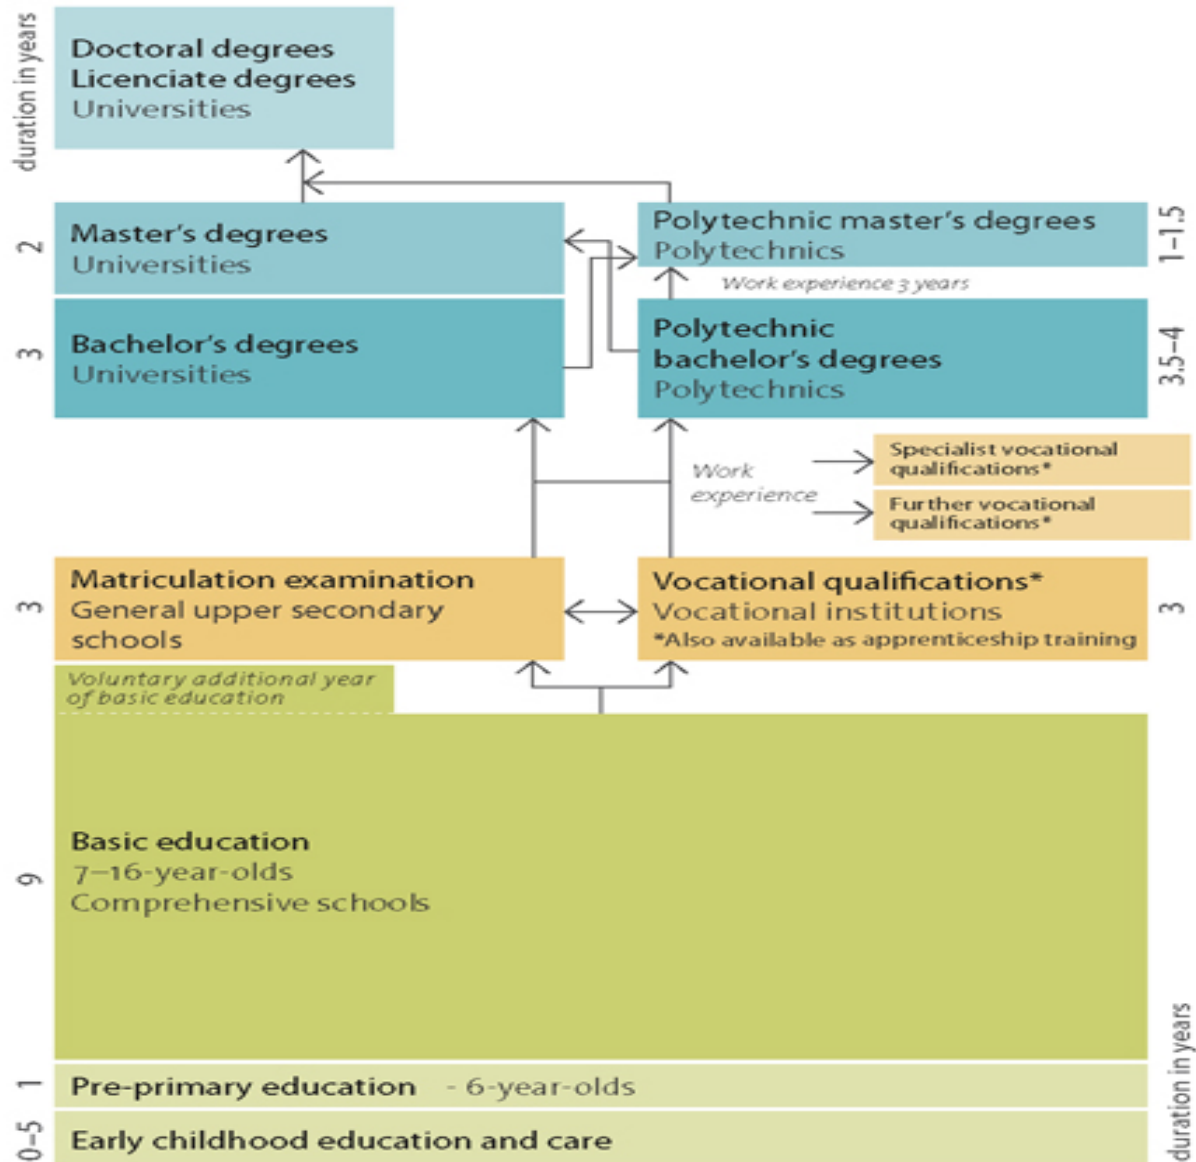 duration in years
Doctoral degrees
Licenciate degrees
Universities
2
Master's degrees
Universities
Polytechnic master's degrees
Polytechnics
1–1.5
Work experience 3 years
3
Bachelor's degrees
Universities
Polytechnic
bachelor's degrees
Polytechnics
3.5–4
Work
experience
Specialist vocational
qualifications*
Further vocational
qualifications*
3
Matriculation examination
General upper secondary
schools
Vocational qualifications*
Vocational institutions
*Also available as apprenticeship training
3
Voluntary additional year
of basic education
9
Basic education
7–16-year-olds
Comprehensive schools
1
Pre-primary education - 6-year-olds
0–5
Early childhood education and care
duration in years